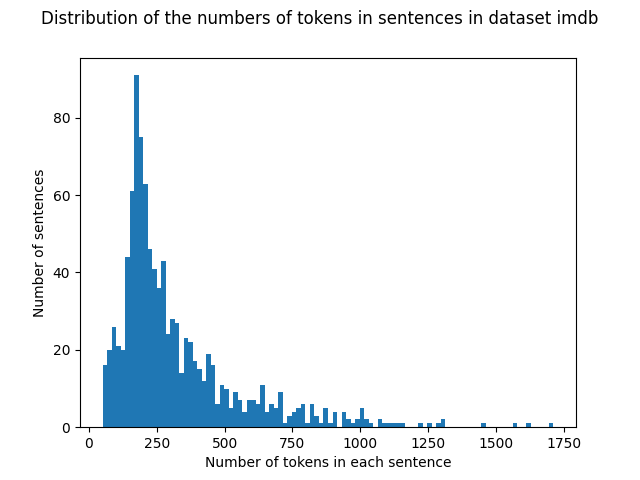 Distribution of the numbers of tokens in sentences in dataset imdb
80
60
40
20
0
Number of sentences
0 250 500 750 1000 1250 1500 1750
Number of tokens in each sentence